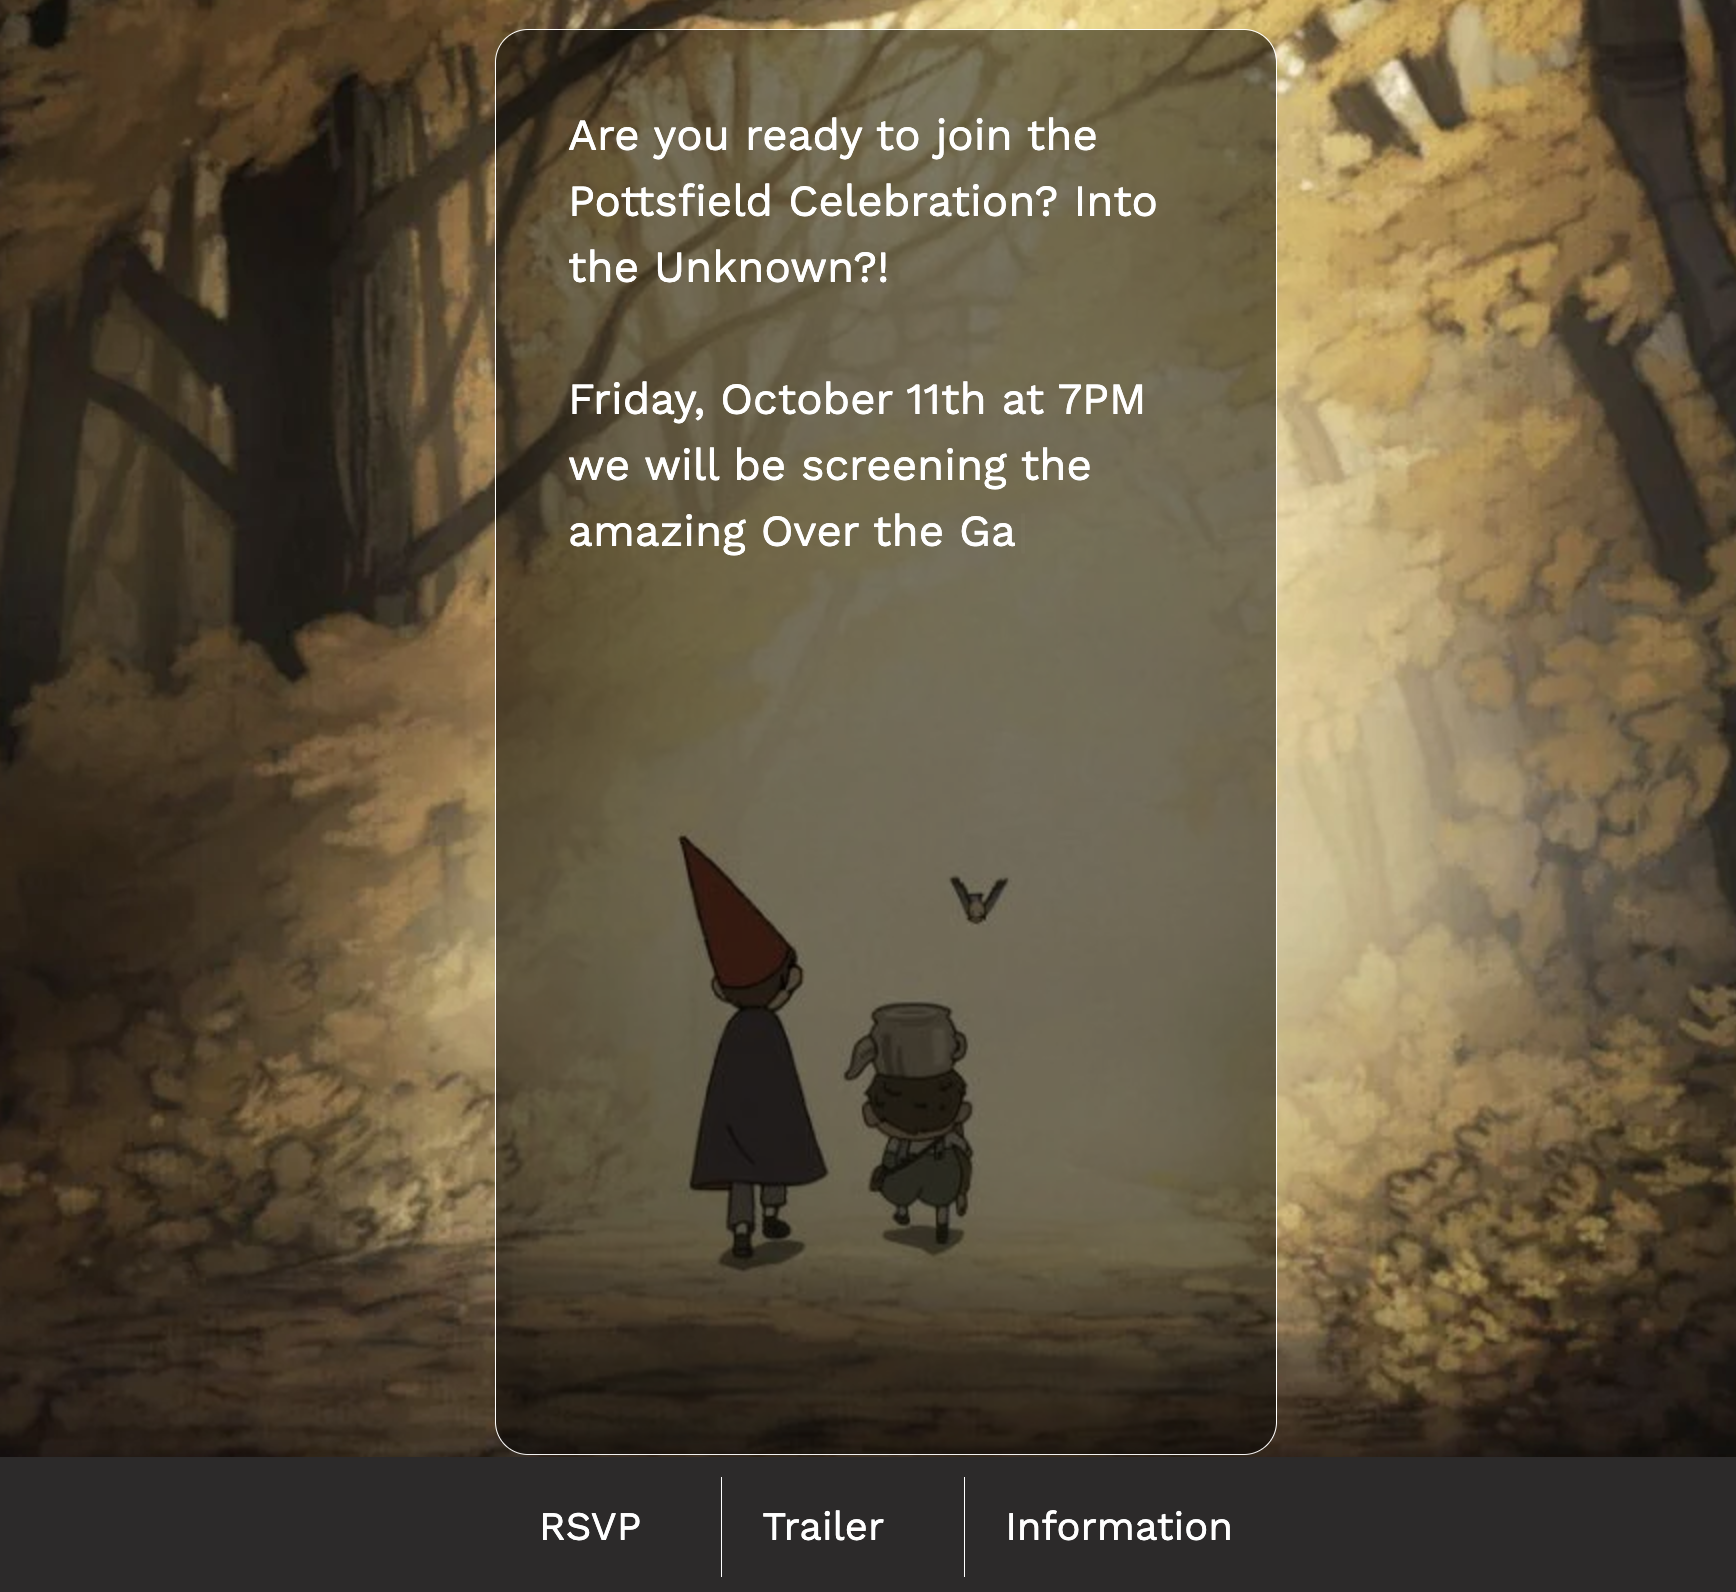 Are you ready to join the
Pottsfield Celebration? Into
the Unknown?!
Friday, October 11th at 7PM
we will be screening the
amazing Over the Ga
RSVP
Trailer
Information